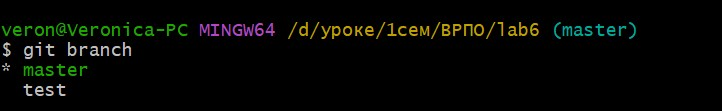 veron@Veronica-PC MINGW64 /d/уроке/1сем/ВРПО/lab6 (master)
$ git branch
* master
  test